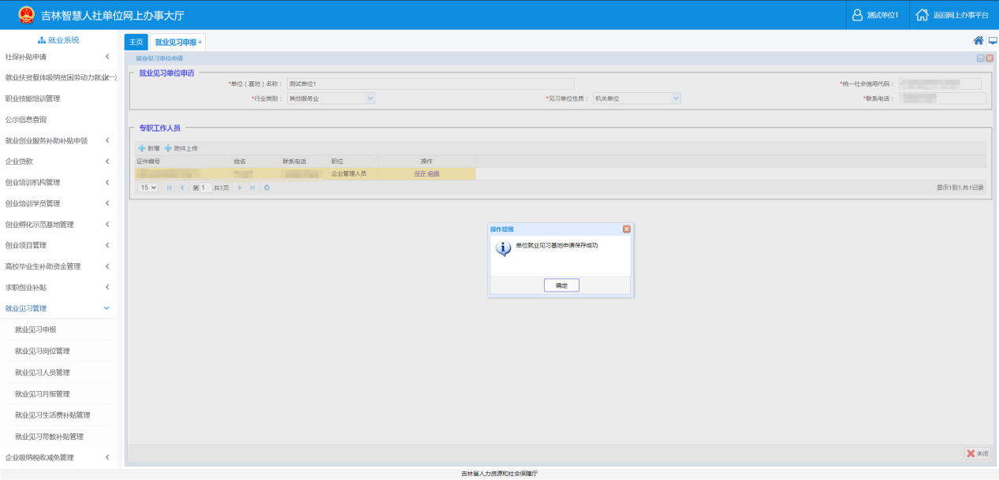 吉林智慧人社单位网上办事大厅
测试单位1
返回网上办事平台
就业系统
主页
就业见习申报
社保补贴申请
就业扶贫载体吸纳贫困劳动力就业一次
职业技能培训管理
公示信息查询
就业创业服务补助补贴申领
企业贷款
创业培训机构管理
创业培训学员管理
创业孵化示范基地管理
创业项目管理
高校毕业生补助资金管理
求职创业补贴
就业见习管理
就业见习申报
就业见习岗位管理
就业见习人员管理
就业见习月报管理
就业见习生活费补贴管理
就业见习带教补贴管理
企业吸纳税收减免管理
就业见习单位申请
就业见习单位申请
*单位（基地）名称： 测试单位1 *统一社会信用代码：
*行业类别： 其他服务业 *见习单位性质： 机关单位 *联系电话：
专职工作人员
新增 附件上传
证件编号 姓名 联系电话 职位 操作
企业管理人员 保存 编辑
15 第 1 共1页 显示1到1,共1记录
操作提醒
单位就业见习基地申请保存成功
确定
关闭
吉林省人力资源和社会保障厅